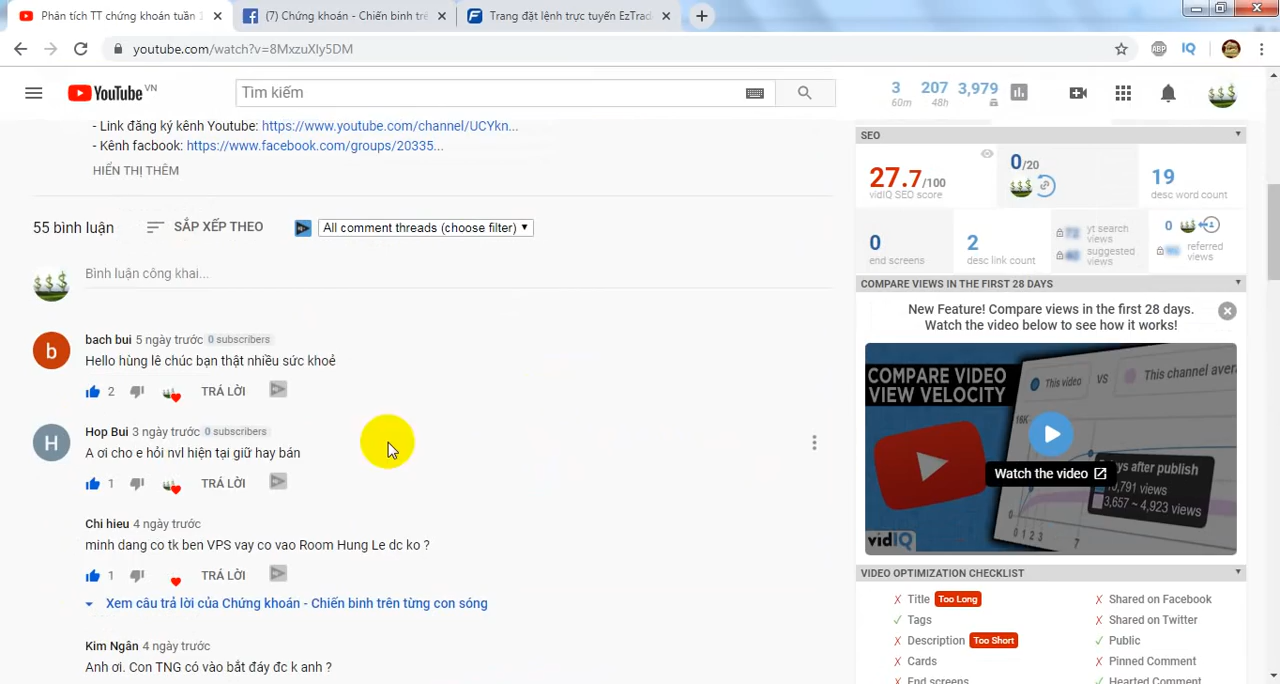 Phân tích TT chứng khoán tuần
(7) Chứng khoán - Chiến binh trê
Trang đặt lệnh trực tuyến EzTrad
youtube.com/watch?v=8MxzuXly5DM
ABP
IQ
YouTube VN
Tìm kiếm
3 207 3,979
60m 48h
- Link đăng ký kênh Youtube: https://www.youtube.com/channel/UCYkn...
- Kênh facbook: https://www.facebook.com/groups/20335...
HIỂN THỊ THÊM
55 bình luận
SẮP XẾP THEO
All comment threads (choose filter)
Bình luận công khai...
b
bach bui 5 ngày trước 0 subscribers
Hello hùng lê chúc bạn thật nhiều sức khoẻ
2 TRẢ LỜI
H
Hop Bui 3 ngày trước 0 subscribers
A ơi cho e hỏi nvl hiện tại giữ hay bán
1 TRẢ LỜI
Chi hieu 4 ngày trước
minh dang co tk ben VPS vay co vao Room Hung Le dc ko ?
1 TRẢ LỜI
Xem câu trả lời của Chứng khoán - Chiến binh trên từng con sóng
Kim Ngân 4 ngày trước
Anh ơi. Con TNG có vào bắt đáy đc k anh ?
SEO
27.7/100
vidIQ SEO score
0/20
19
desc word count
0
end screens
2
desc link count
yt search views
suggested views
0
referred views
COMPARE VIEWS IN THE FIRST 28 DAYS
New Feature! Compare views in the first 28 days.
Watch the video below to see how it works!
COMPARE VIDEO
VIEW VELOCITY
This video
VS
This channel aver
16K
Watch the video
days after publish
10,791 views
3,657 ~ 4,923 views
0 1 2 3 7
vidIQ
VIDEO OPTIMIZATION CHECKLIST
Title Too Long
Tags
Description Too Short
Cards
End screens
Shared on Facebook
Shared on Twitter
Public
Pinned Comment
Hearted Comment